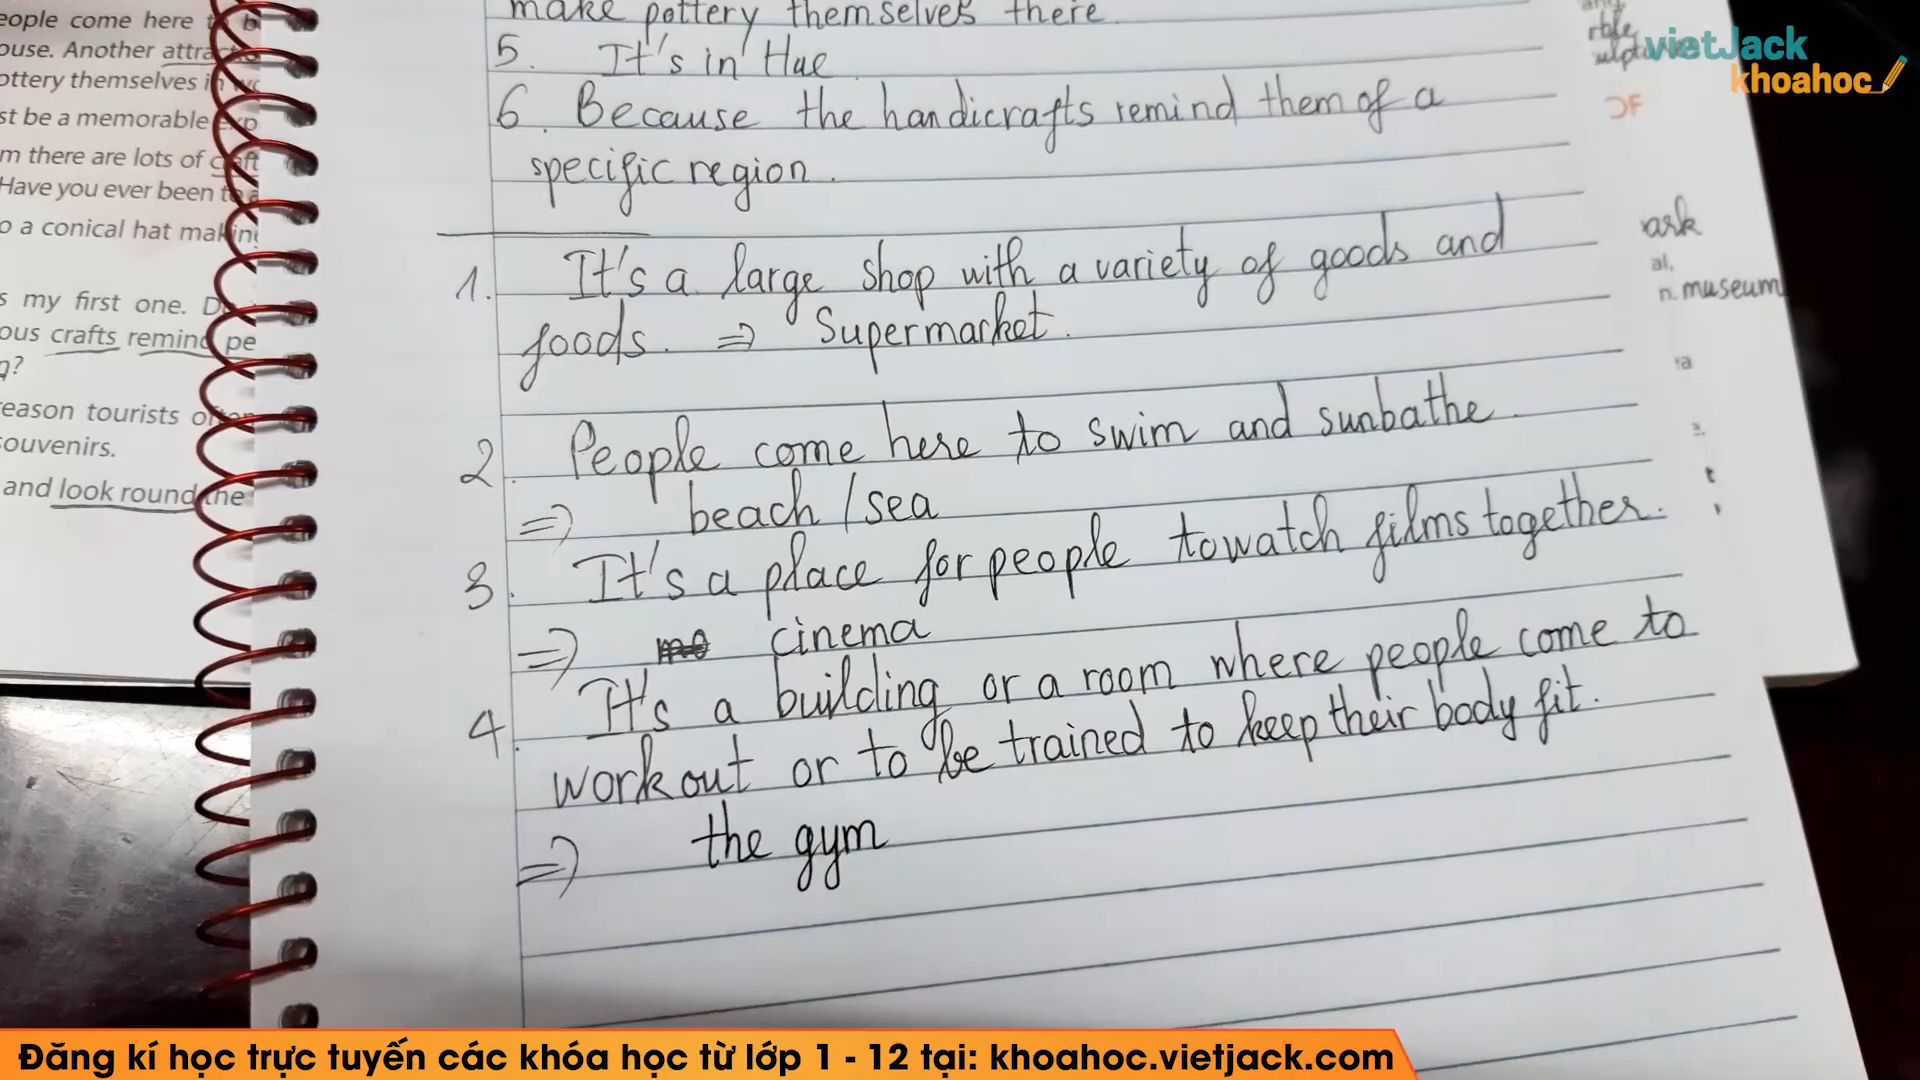 make pottery themselves there.
5. It's in Hue
6. Because the handicrafts remind them of a
specific region.
1. It's a large shop with a variety of goods and
foods. ⇒ Supermarket.
2. People come here to swim and sunbathe.
⇒ beach / sea
3. It's a place for people to watch films together.
⇒ cinema
4. It's a building or a room where people come to
work out or to be trained to keep their body fit.
⇒ the gym
eople come here
ouse. Another
ottery themselves
st be a memorable
m there are lots of
Have you ever been
o a conical hat
s my first one.
ous crafts remind pe
eason tourists
ouvenirs.
and look round the
ark
al,
n. museum
vietJack
khoahoc
Đăng kí học trực tuyến các khóa học từ lớp 1 - 12 tại: khoahoc.vietjack.com